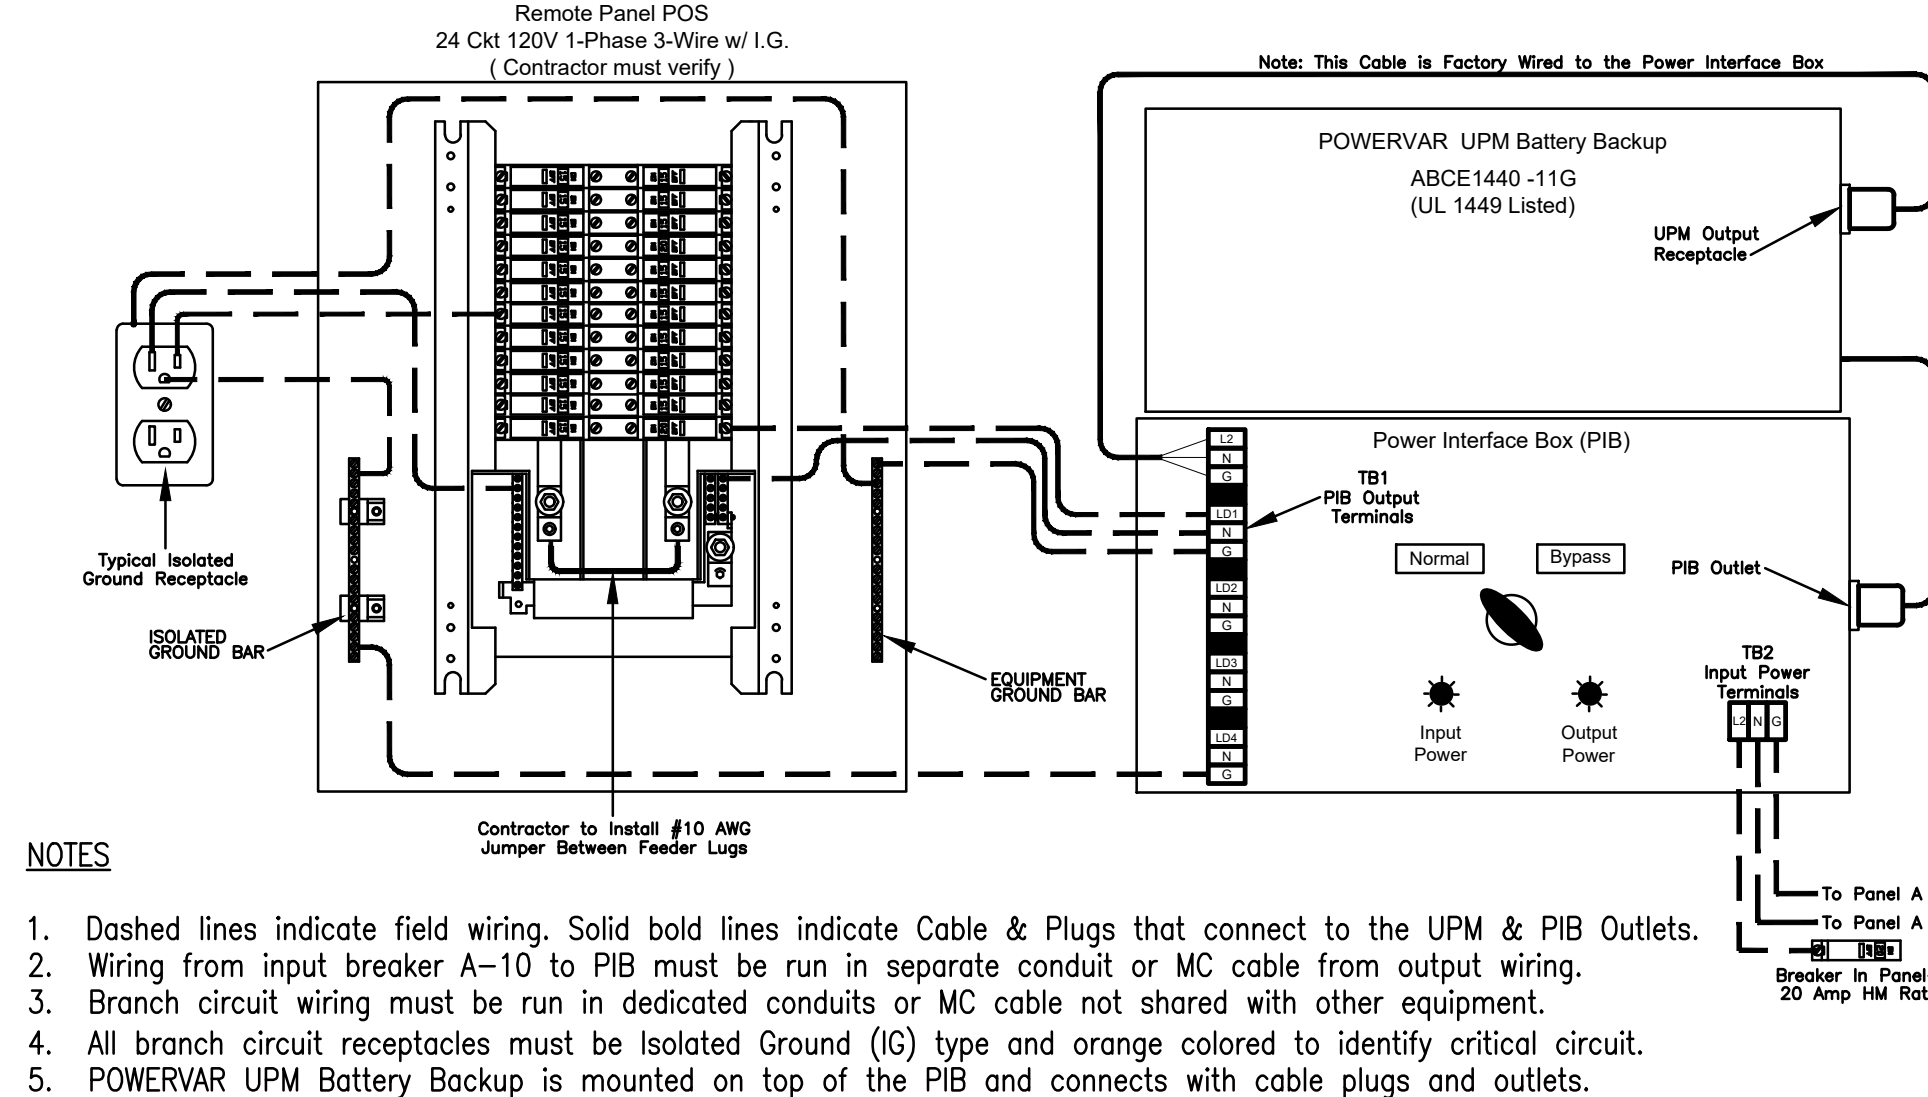 Remote Panel POS
24 Ckt 120V 1-Phase 3-Wire w/ I.G.
( Contractor must verify )
Note: This Cable is Factory Wired to the Power Interface Box
POWERVAR UPM Battery Backup
ABCE1440 -11G
(UL 1449 Listed)
UPM Output
Receptacle
Power Interface Box (PIB)
L2
N
G
LD1
N
G
LD2
N
G
LD3
N
G
LD4
N
G
TB1
PIB Output
Terminals
Normal
Bypass
PIB Outlet
Input
Power
Output
Power
TB2
Input Power
Terminals
L2 N G
Typical Isolated
Ground Receptacle
ISOLATED
GROUND BAR
EQUIPMENT
GROUND BAR
Contractor to Install #10 AWG
Jumper Between Feeder Lugs
To Panel A
To Panel A
Breaker In Panel
20 Amp HM Rat
NOTES
1. Dashed lines indicate field wiring. Solid bold lines indicate Cable & Plugs that connect to the UPM & PIB Outlets.
2. Wiring from input breaker A-10 to PIB must be run in separate conduit or MC cable from output wiring.
3. Branch circuit wiring must be run in dedicated conduits or MC cable not shared with other equipment.
4. All branch circuit receptacles must be Isolated Ground (IG) type and orange colored to identify critical circuit.
5. POWERVAR UPM Battery Backup is mounted on top of the PIB and connects with cable plugs and outlets.